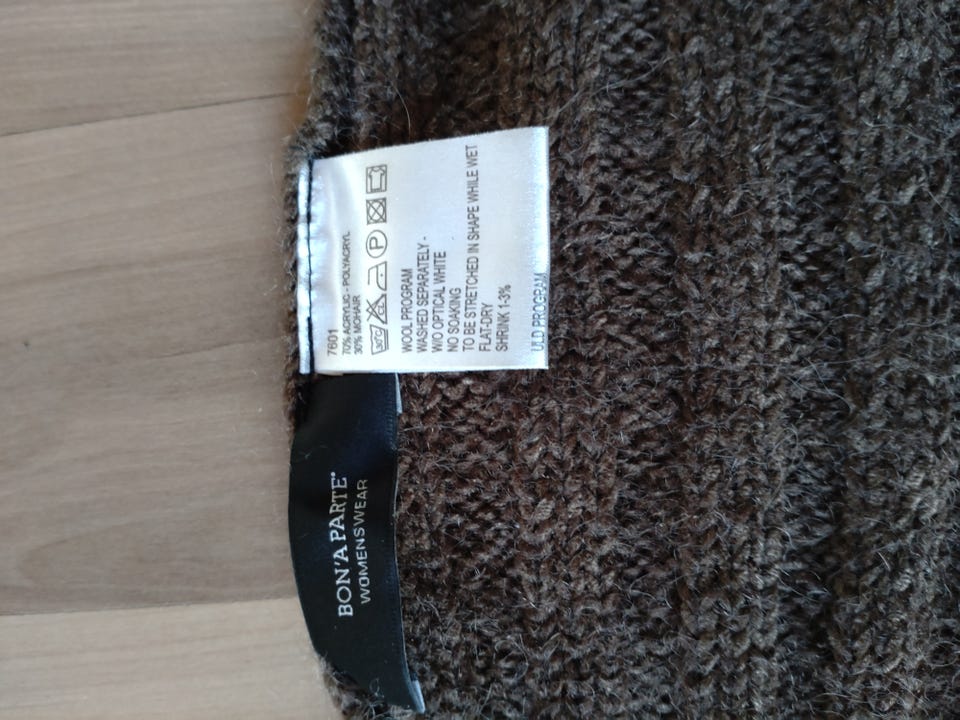 7601
70% ACRYLIC - POLYACRYL
30% MOHAIR
30°C P
WOOL PROGRAM
WASHED SEPARATELY -
W/O OPTICAL WHITE
NO SOAKING
TO BE STRETCHED IN SHAPE WHILE WET
FLAT-DRY
SHRINK 1-3%
ULD PROGRAM
BON'A PARTE®
WOMENSWEAR